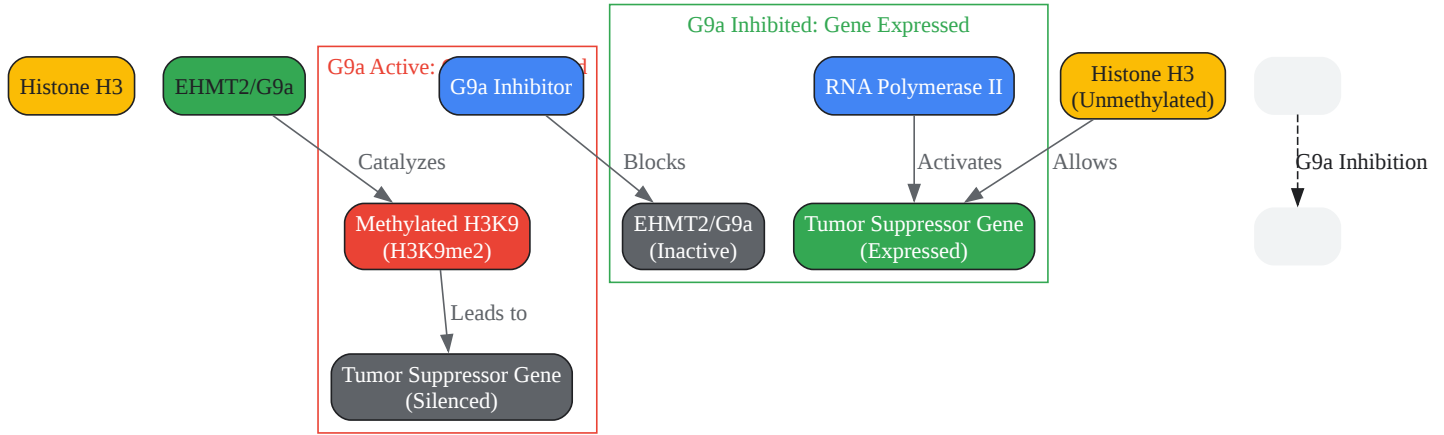 G9a Inhibited: Gene Expressed
G9a Active:
Histone H3
EHMT2/G9a
G9a Inhibitor
RNA Polymerase II
Histone H3
(Unmethylated)
Catalyzes
Blocks
Activates
Allows
G9a Inhibition
Methylated H3K9
(H3K9me2)
EHMT2/G9a
(Inactive)
Tumor Suppressor Gene
(Expressed)
Leads to
Tumor Suppressor Gene
(Silenced)